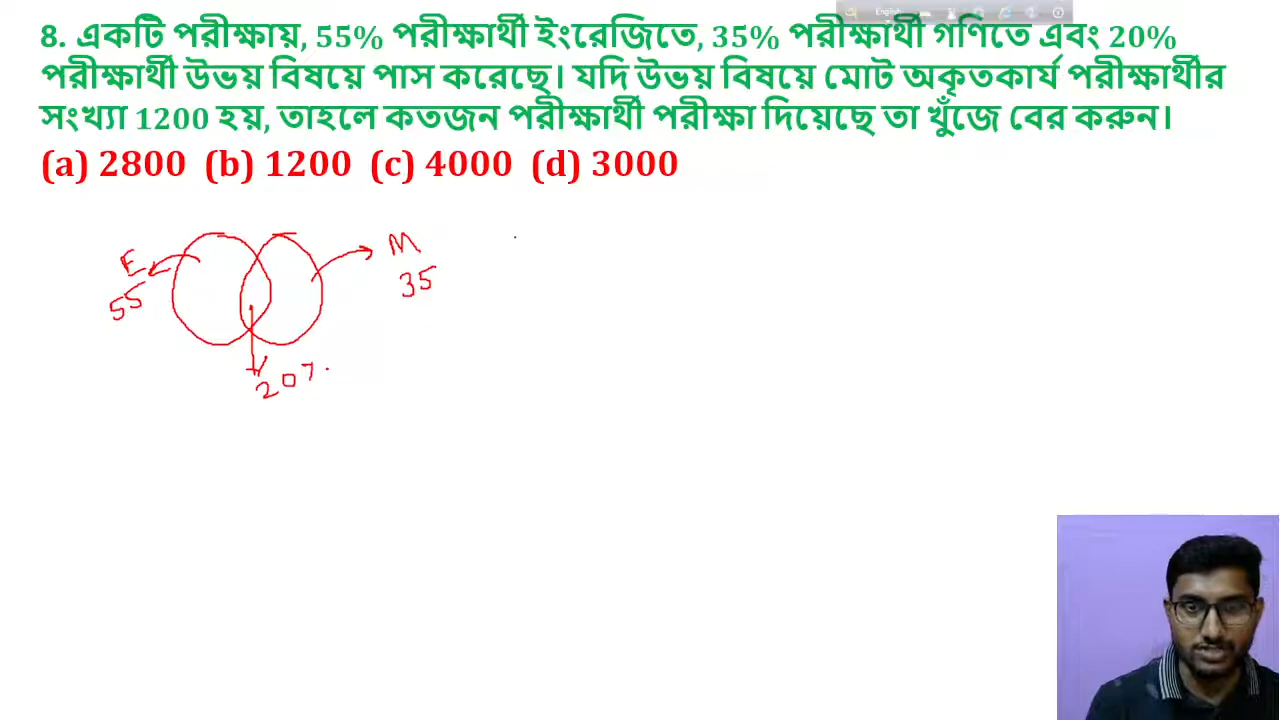 English
8. একটি পরীক্ষায়, 55% পরীক্ষার্থী ইংরেজিতে, 35% পরীক্ষার্থী গণিতে এবং 20%
পরীক্ষার্থী উভয় বিষয়ে পাস করেছে। যদি উভয় বিষয়ে মোট অকৃতকার্য পরীক্ষার্থীর
সংখ্যা 1200 হয়, তাহলে কতজন পরীক্ষার্থী পরীক্ষা দিয়েছে তা খুঁজে বের করুন।
(a) 2800 (b) 1200 (c) 4000 (d) 3000
E M
55 35
20%